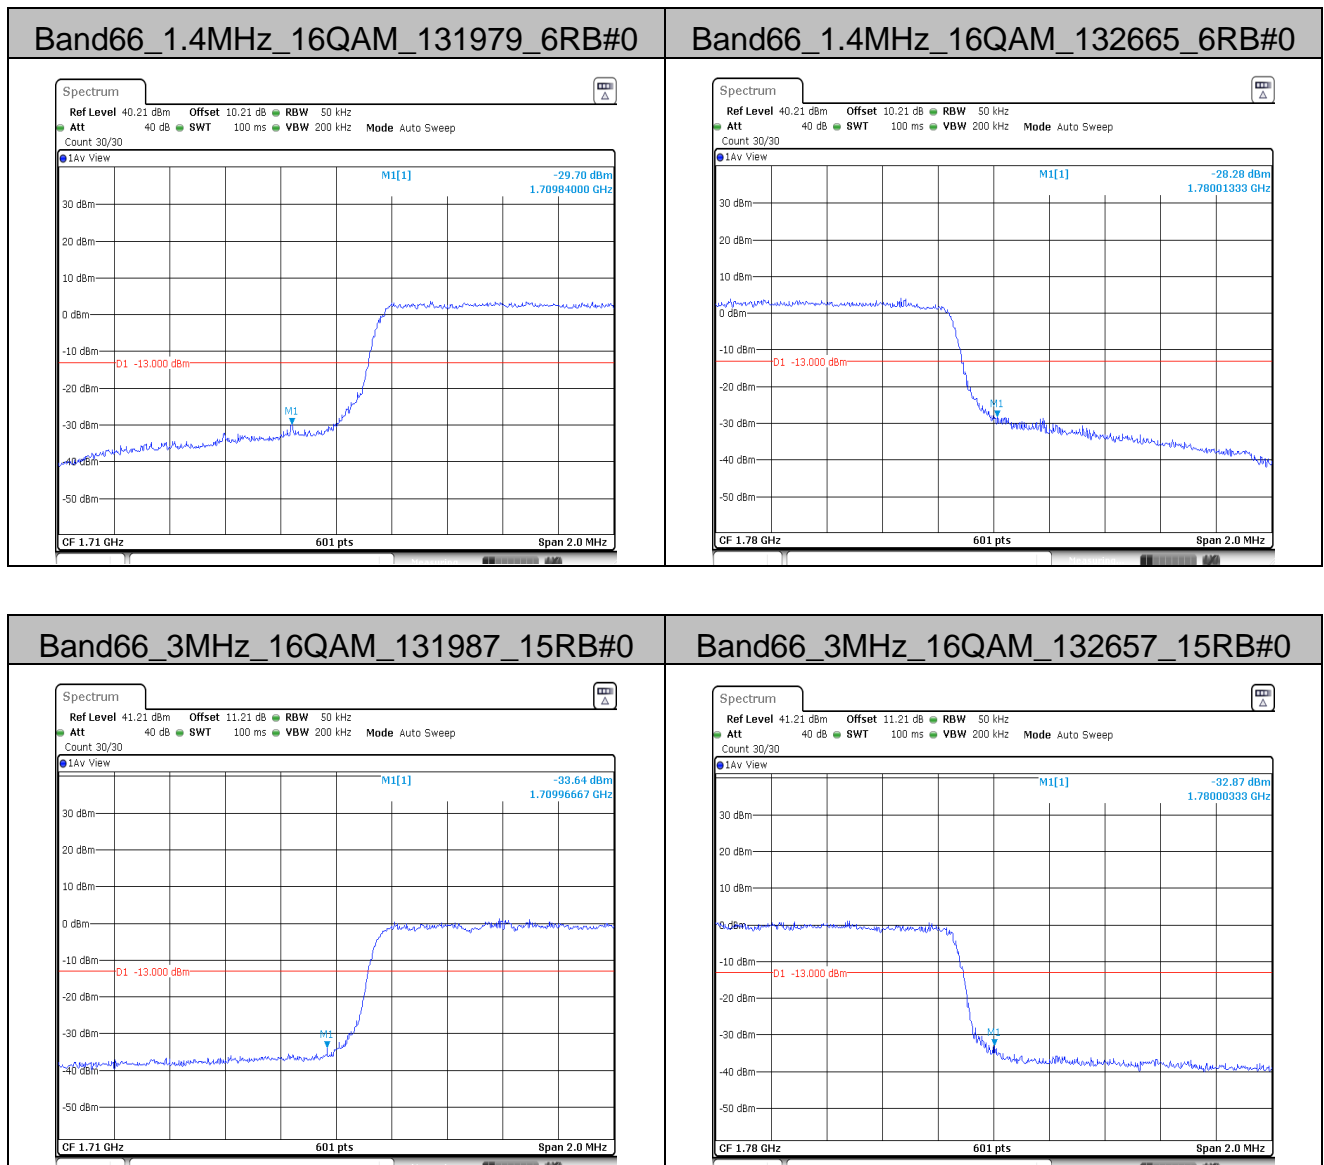 Band66_1.4MHz_16QAM_131979_6RB#0
Spectrum
Ref Level 40.21 dBm Offset 10.21 dB RBW 50 kHz
Att 40 dB SWT 100 ms VBW 200 kHz Mode Auto Sweep
Count 30/30
1Av View
M1[1] -29.70 dBm
1.70984000 GHz
30 dBm
20 dBm
10 dBm
0 dBm
-10 dBm
D1 -13.000 dBm
-20 dBm
M1
-30 dBm
-40 dBm
-50 dBm
CF 1.71 GHz 601 pts Span 2.0 MHz
Band66_1.4MHz_16QAM_132665_6RB#0
Spectrum
Ref Level 40.21 dBm Offset 10.21 dB RBW 50 kHz
Att 40 dB SWT 100 ms VBW 200 kHz Mode Auto Sweep
Count 30/30
1Av View
M1[1] -28.28 dBm
1.78001333 GHz
30 dBm
20 dBm
10 dBm
0 dBm
-10 dBm
D1 -13.000 dBm
-20 dBm
M1
-30 dBm
-40 dBm
-50 dBm
CF 1.78 GHz 601 pts Span 2.0 MHz
Band66_3MHz_16QAM_131987_15RB#0
Spectrum
Ref Level 41.21 dBm Offset 11.21 dB RBW 50 kHz
Att 40 dB SWT 100 ms VBW 200 kHz Mode Auto Sweep
Count 30/30
1Av View
M1[1] -33.64 dBm
1.70996667 GHz
30 dBm
20 dBm
10 dBm
0 dBm
-10 dBm
D1 -13.000 dBm
-20 dBm
-30 dBm
M1
-40 dBm
-50 dBm
CF 1.71 GHz 601 pts Span 2.0 MHz
Band66_3MHz_16QAM_132657_15RB#0
Spectrum
Ref Level 41.21 dBm Offset 11.21 dB RBW 50 kHz
Att 40 dB SWT 100 ms VBW 200 kHz Mode Auto Sweep
Count 30/30
1Av View
M1[1] -32.87 dBm
1.78000333 GHz
30 dBm
20 dBm
10 dBm
0 dBm
-10 dBm
D1 -13.000 dBm
-20 dBm
-30 dBm
M1
-40 dBm
-50 dBm
CF 1.78 GHz 601 pts Span 2.0 MHz